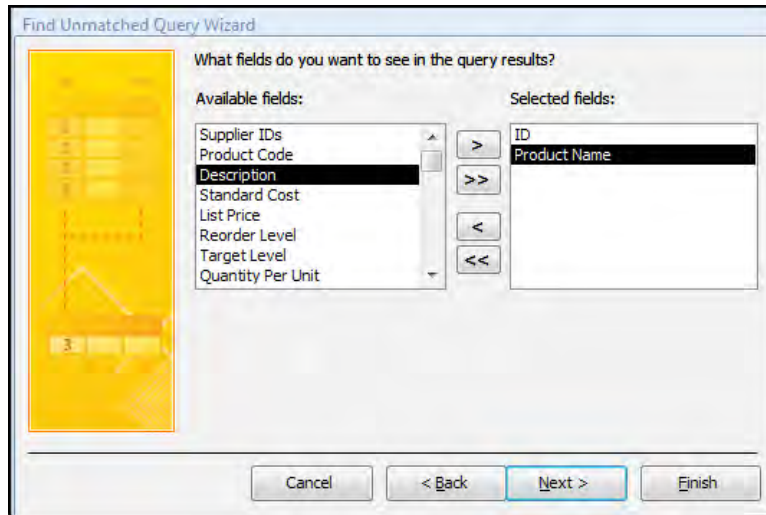 Find Unmatched Query Wizard
What fields do you want to see in the query results?
Available fields:
Selected fields:
Supplier IDs
Product Code
Description
Standard Cost
List Price
Reorder Level
Target Level
Quantity Per Unit
>
>>
<
<<
ID
Product Name
3
Cancel
< Back
Next >
Finish